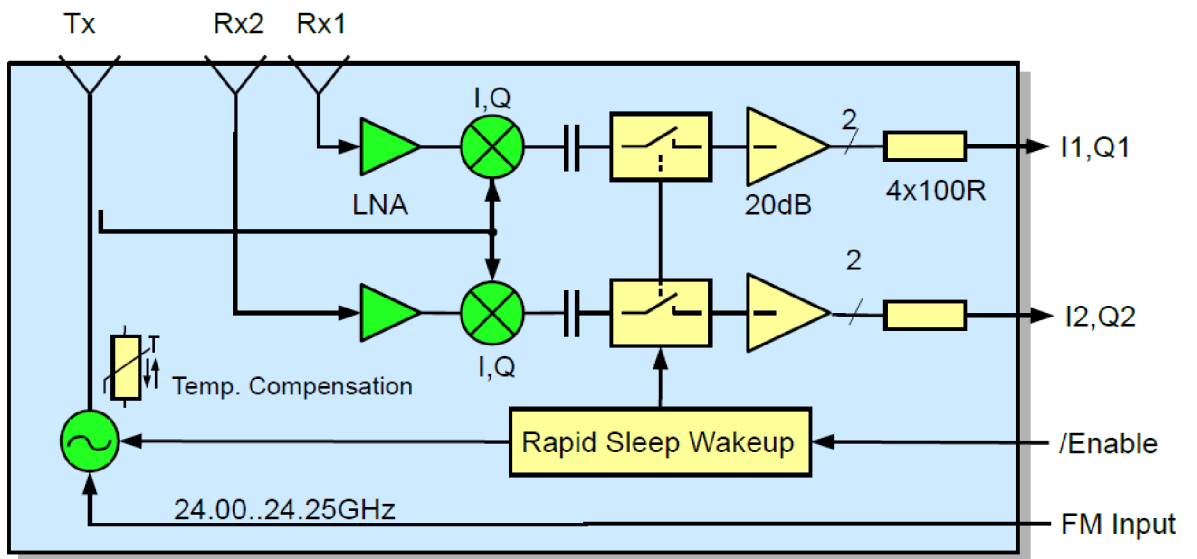 Tx Rx2 Rx1
I,Q
2
I1,Q1
LNA
20dB
4x100R
2
I2,Q2
I,Q
T
Temp. Compensation
Rapid Sleep Wakeup
/Enable
24.00..24.25GHz
FM Input